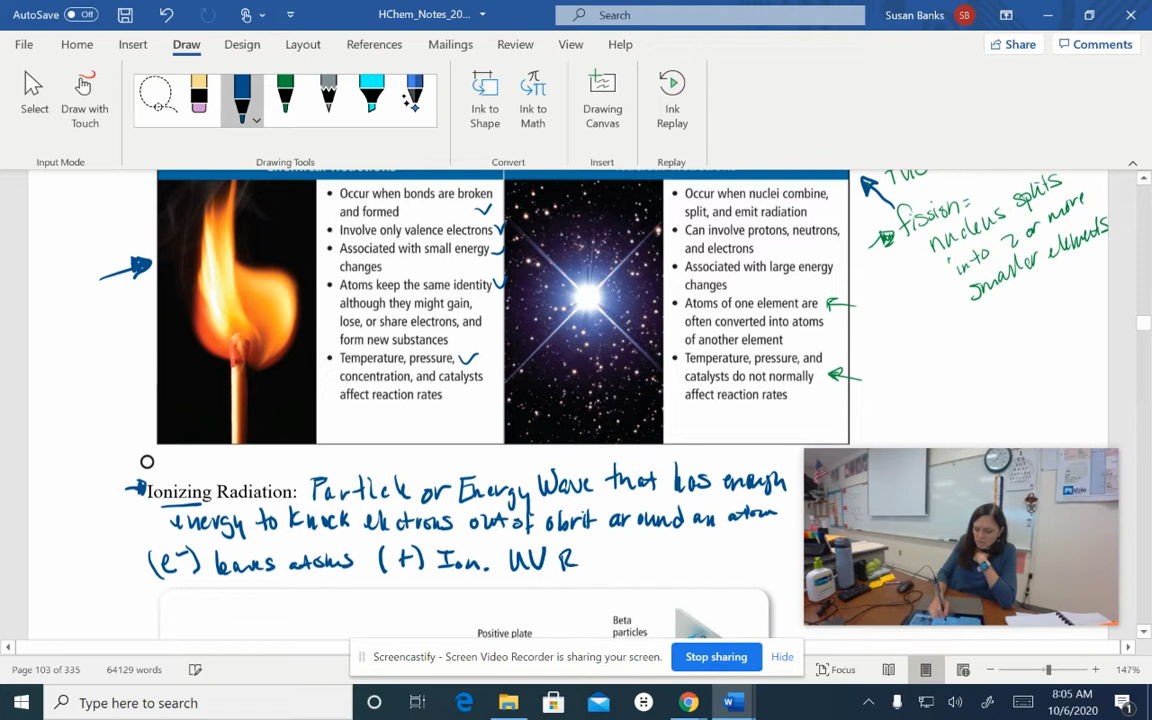 AutoSave Off HChem_Notes_20... Search Susan Banks SB
File Home Insert Draw Design Layout References Mailings Review View Help Share Comments
Select Draw with Touch Ink to Shape Ink to Math Drawing Canvas Ink Replay
Input Mode Drawing Tools Convert Insert Replay
Occur when bonds are broken
and formed
Involve only valence electrons
Associated with small energy
changes
Atoms keep the same identity
although they might gain,
lose, or share electrons, and
form new substances
Temperature, pressure,
concentration, and catalysts
affect reaction rates
Occur when nuclei combine,
split, and emit radiation
Can involve protons, neutrons,
and electrons
Associated with large energy
changes
Atoms of one element are
often converted into atoms
of another element
Temperature, pressure, and
catalysts do not normally
affect reaction rates
fission=
nucleus splits
into 2 or more
smaller elements
Ionizing Radiation: Particle or Energy Wave that has enough
energy to knock electrons out of obrit around an atom
(e-) leaves atoms (+) Ion. UV R
Positive plate
Beta
particles
Screencastify - Screen Video Recorder is sharing your screen. Stop sharing Hide
Page 103 of 335 64129 words Focus 147%
Type here to search 8:05 AM
10/6/2020
1